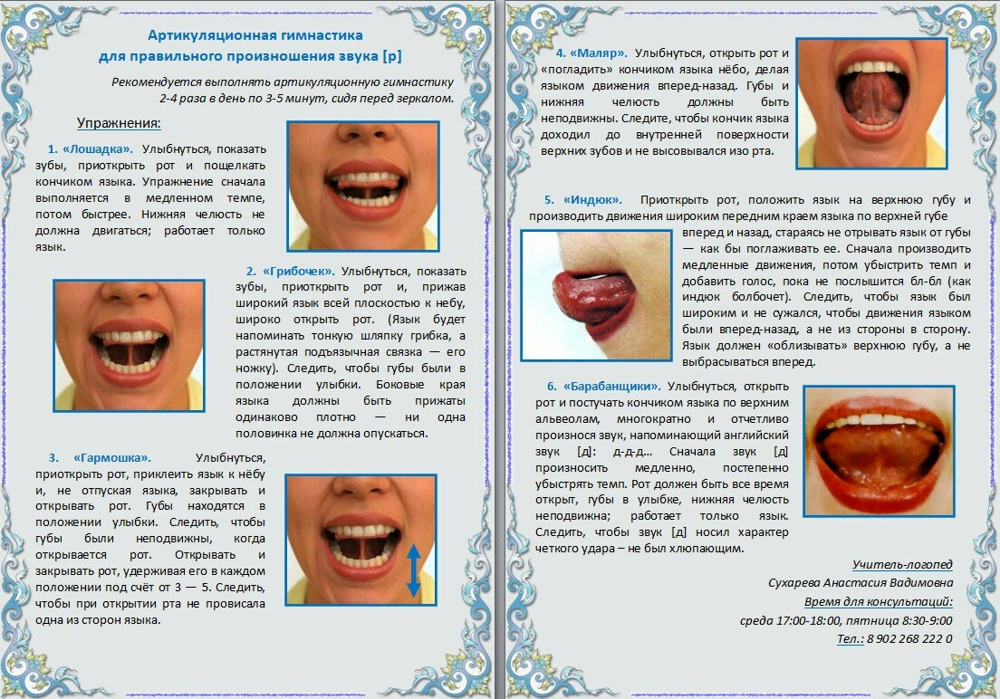 Артикуляционная гимнастика
для правильного произношения звука [р]
Рекомендуется выполнять артикуляционную гимнастику
2-4 раза в день по 3-5 минут, сидя перед зеркалом.
Упражнения:
1. «Лошадка». Улыбнуться, показать
зубы, приоткрыть рот и пощелкать
кончиком языка. Упражнение сначала
выполняется в медленном темпе,
потом быстрее. Нижняя челюсть не
должна двигаться; работает только
язык.
2. «Грибочек». Улыбнуться, показать
зубы, приоткрыть рот и, прижав
широкий язык всей плоскостью к небу,
широко открыть рот. (Язык будет
напоминать тонкую шляпку грибка, а
растянутая подъязычная связка — его
ножку). Следить, чтобы губы были в
положении улыбки. Боковые края
языка должны быть прижаты
одинаково плотно — ни одна
половинка не должна опускаться.
3. «Гармошка». Улыбнуться,
приоткрыть рот, приклеить язык к нёбу
и, не отпуская языка, закрывать и
открывать рот. Губы находятся в
положении улыбки. Следить, чтобы
губы были неподвижны, когда
открывается рот. Открывать и
закрывать рот, удерживая его в каждом
положении под счёт от 3 — 5. Следить,
чтобы при открытии рта не провисала
одна из сторон языка.
4. «Маляр». Улыбнуться, открыть рот и
«погладить» кончиком языка нёбо, делая
языком движения вперед-назад. Губы и
нижняя челюсть должны быть
неподвижны. Следите, чтобы кончик языка
доходил до внутренней поверхности
верхних зубов и не высовывался изо рта.
5. «Индюк». Приоткрыть рот, положить язык на верхнюю губу и
производить движения широким передним краем языка по верхней губе
вперед и назад, стараясь не отрывать язык от губы
— как бы поглаживать ее. Сначала производить
медленные движения, потом убыстрить темп и
добавить голос, пока не послышится бл-бл (как
индюк болбочет). Следить, чтобы язык был
широким и не сужался, чтобы движения языком
были вперед-назад, а не из стороны в сторону.
Язык должен «облизывать» верхнюю губу, а не
выбрасываться вперед.
6. «Барабанщики». Улыбнуться, открыть
рот и постучать кончиком языка по верхним
альвеолам, многократно и отчетливо
произнося звук, напоминающий английский
звук [д]: д-д-д... Сначала звук [д]
произносить медленно, постепенно
убыстрять темп. Рот должен быть все время
открыт, губы в улыбке, нижняя челюсть
неподвижна; работает только язык.
Следить, чтобы звук [д] носил характер
четкого удара – не был хлюпающим.
Учитель-логопед
Сухарева Анастасия Вадимовна
Время для консультаций:
среда 17:00-18:00, пятница 8:30-9:00
Тел.: 8 902 268 222 0